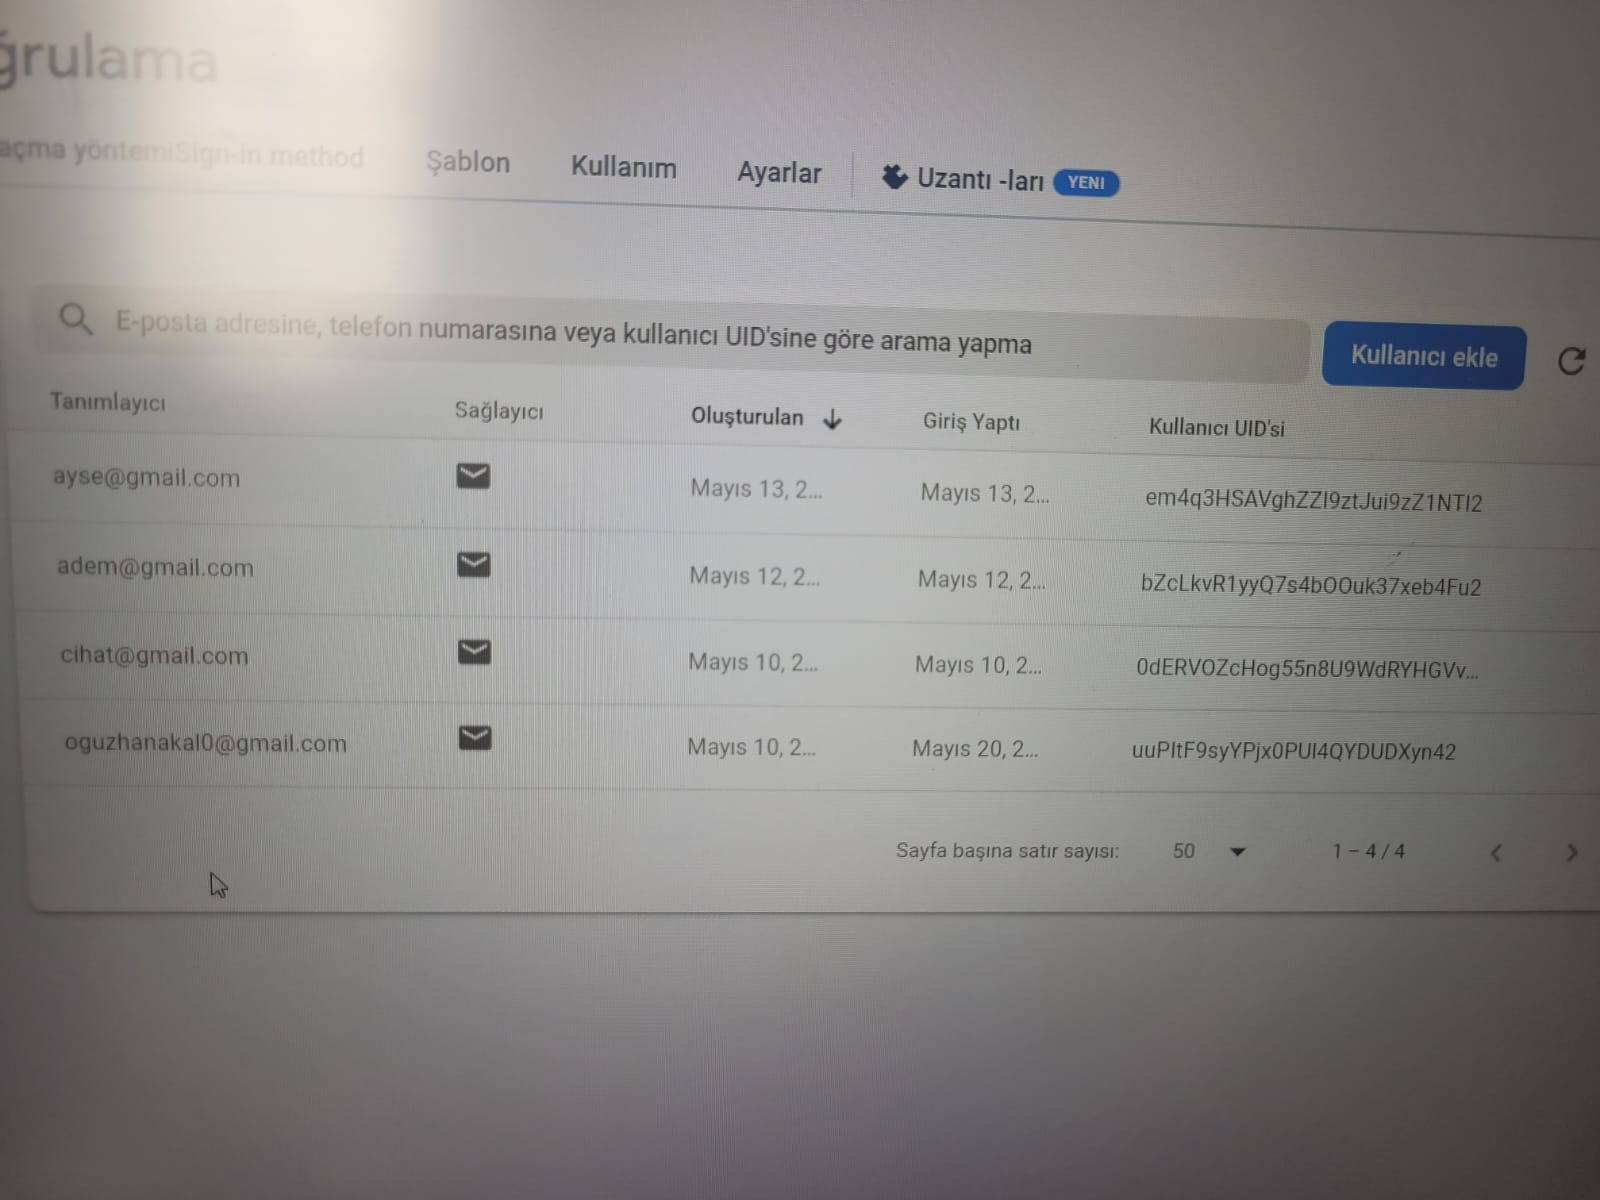 ğrulama
açma yöntemiSign-in method Şablon Kullanım Ayarlar Uzantı -ları YENİ
E-posta adresine, telefon numarasına veya kullanıcı UID'sine göre arama yapma Kullanıcı ekle
Tanımlayıcı Sağlayıcı Oluşturulan Giriş Yaptı Kullanıcı UID'si
ayse@gmail.com Mayıs 13, 2... Mayıs 13, 2... em4q3HSAVghZZI9ztJui9zZ1NTI2
adem@gmail.com Mayıs 12, 2... Mayıs 12, 2... bZcLkvR1yyQ7s4bOOuk37xeb4Fu2
cihat@gmail.com Mayıs 10, 2... Mayıs 10, 2... 0dERVOZcHog55n8U9WdRYHGVv...
oguzhanakal0@gmail.com Mayıs 10, 2... Mayıs 20, 2... uuPltF9syYPjx0PUI4QYDUDXyn42
Sayfa başına satır sayısı: 50 1 – 4 / 4